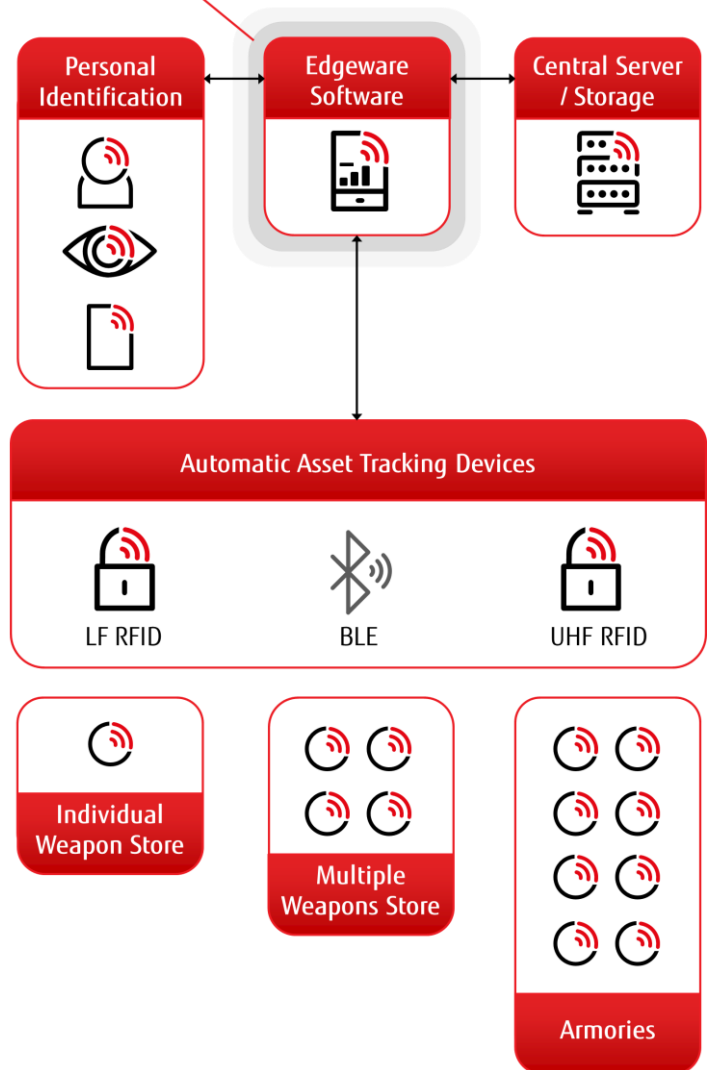 Personal
Identification
Edgeware
Software
Central Server
/ Storage
Automatic Asset Tracking Devices
LF RFID
BLE
UHF RFID
Individual
Weapon Store
Multiple
Weapons Store
Armories